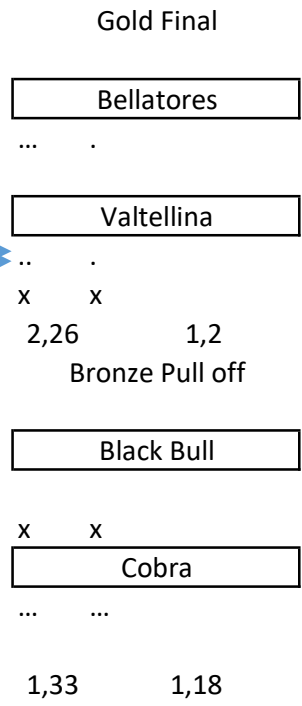 Gold Final
Bellatores
... .
Valtellina
.. .
x x
2,26 1,2
Bronze Pull off
Black Bull
x x
Cobra
... ...
1,33 1,18